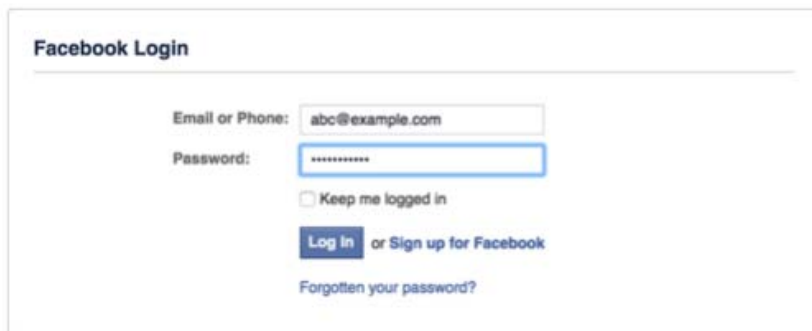 Facebook Login
Email or Phone: abc@example.com
Password: •••••••••••
Keep me logged in
Log In or Sign up for Facebook
Forgotten your password?